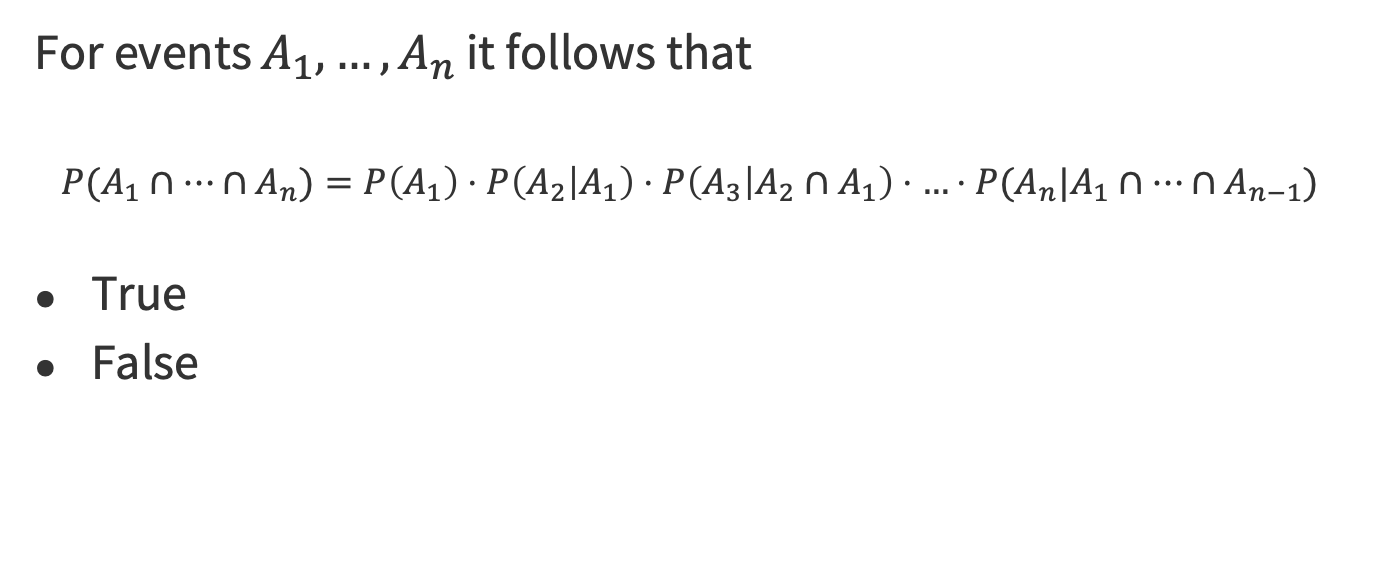 For events A₁, ... , Aₙ it follows that
P(A₁ ∩ ⋯ ∩ Aₙ) = P(A₁) · P(A₂|A₁) · P(A₃|A₂ ∩ A₁) · ... · P(Aₙ|A₁ ∩ ⋯ ∩ Aₙ₋₁)
• True
• False